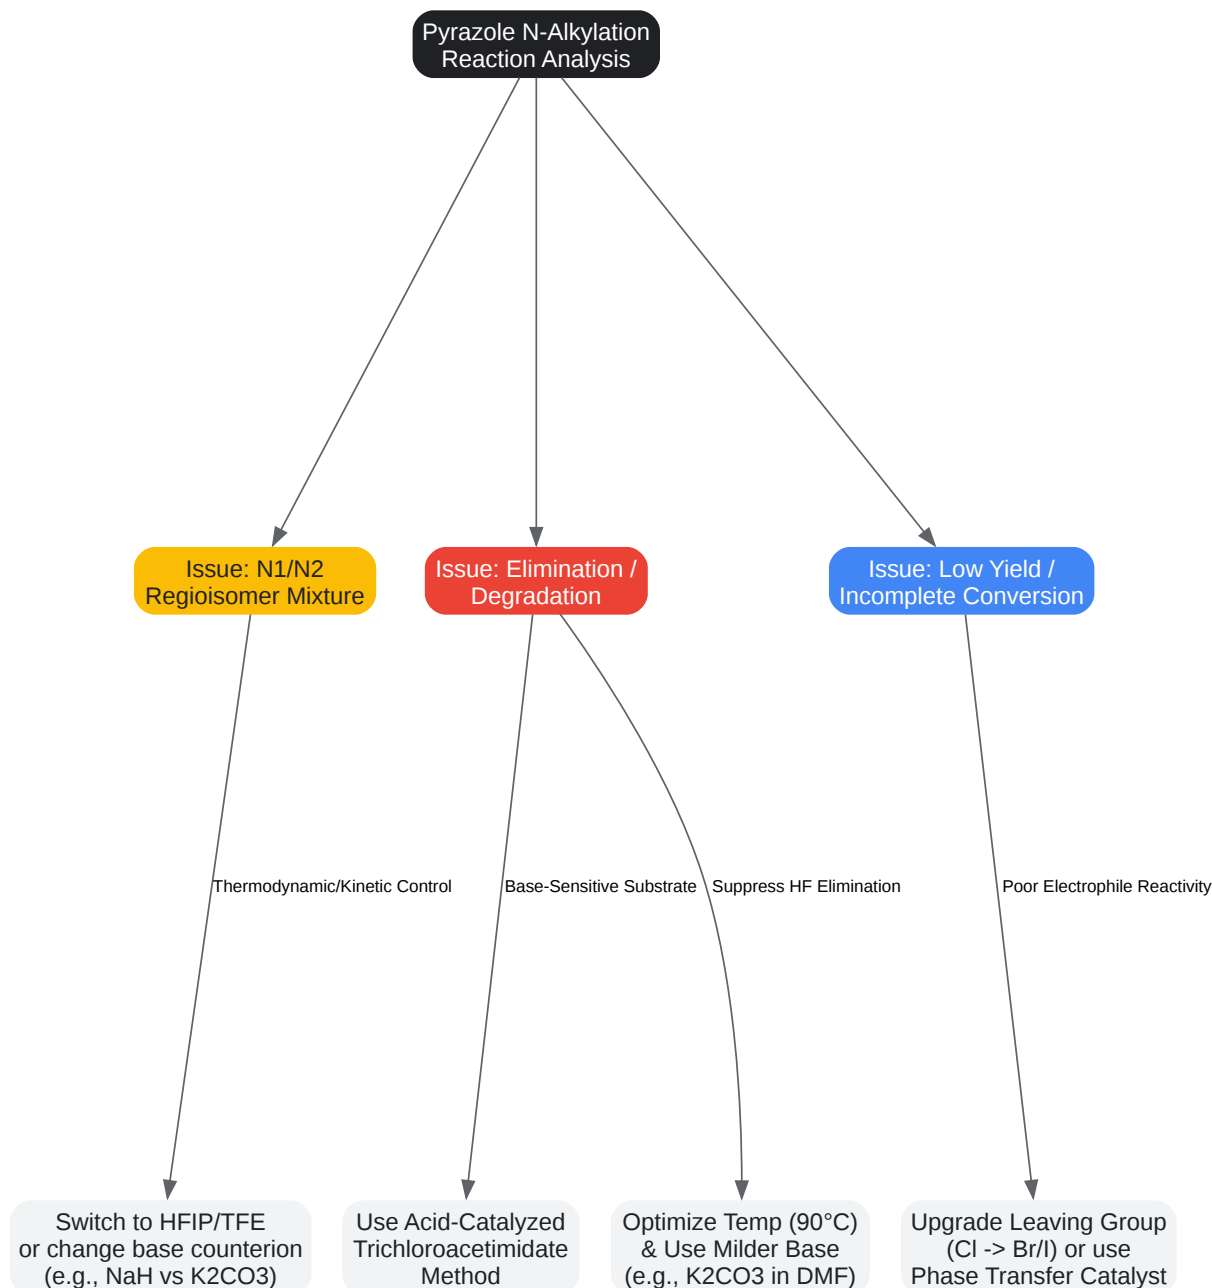 Pyrazole N-Alkylation
Reaction Analysis
Issue: N1/N2
Regioisomer Mixture
Issue: Elimination /
Degradation
Issue: Low Yield /
Incomplete Conversion
Thermodynamic/Kinetic Control
Base-Sensitive Substrate
Suppress HF Elimination
Poor Electrophile Reactivity
Switch to HFIP/TFE
or change base counterion
(e.g., NaH vs K2CO3)
Use Acid-Catalyzed
Trichloroacetimidate
Method
Optimize Temp (90°C)
& Use Milder Base
(e.g., K2CO3 in DMF)
Upgrade Leaving Group
(Cl -> Br/I) or use
Phase Transfer Catalyst